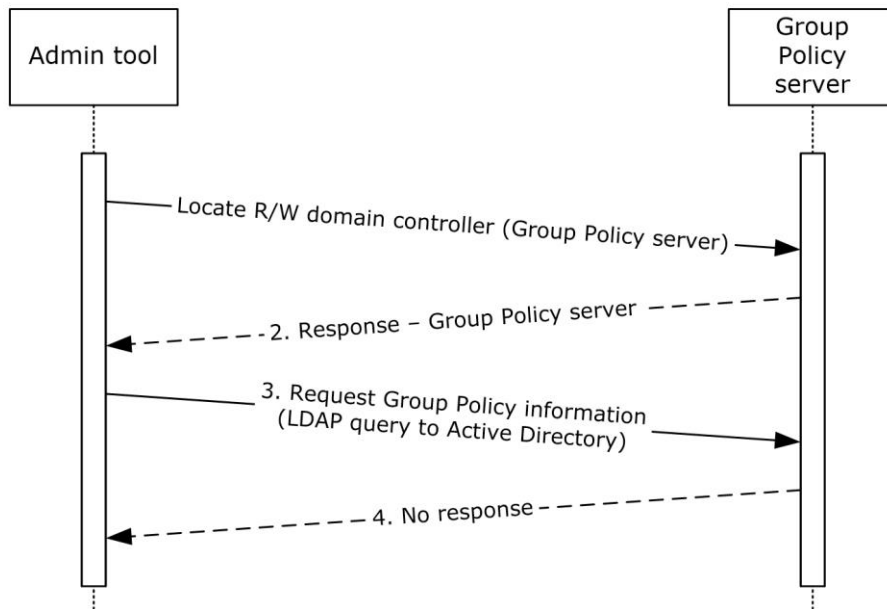 Admin tool
Group
Policy
server
Locate R/W domain controller (Group Policy server)
2. Response – Group Policy server
3. Request Group Policy information
(LDAP query to Active Directory)
4. No response